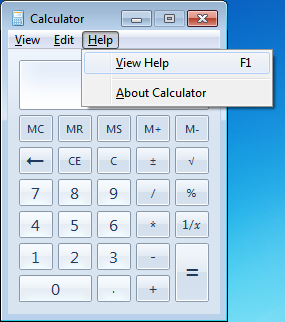 Calculator
View Edit Help
View Help F1
About Calculator
MC MR MS M+ M-
← CE C ± √
7 8 9 / %
4 5 6 * 1/x
1 2 3 - =
0 . +